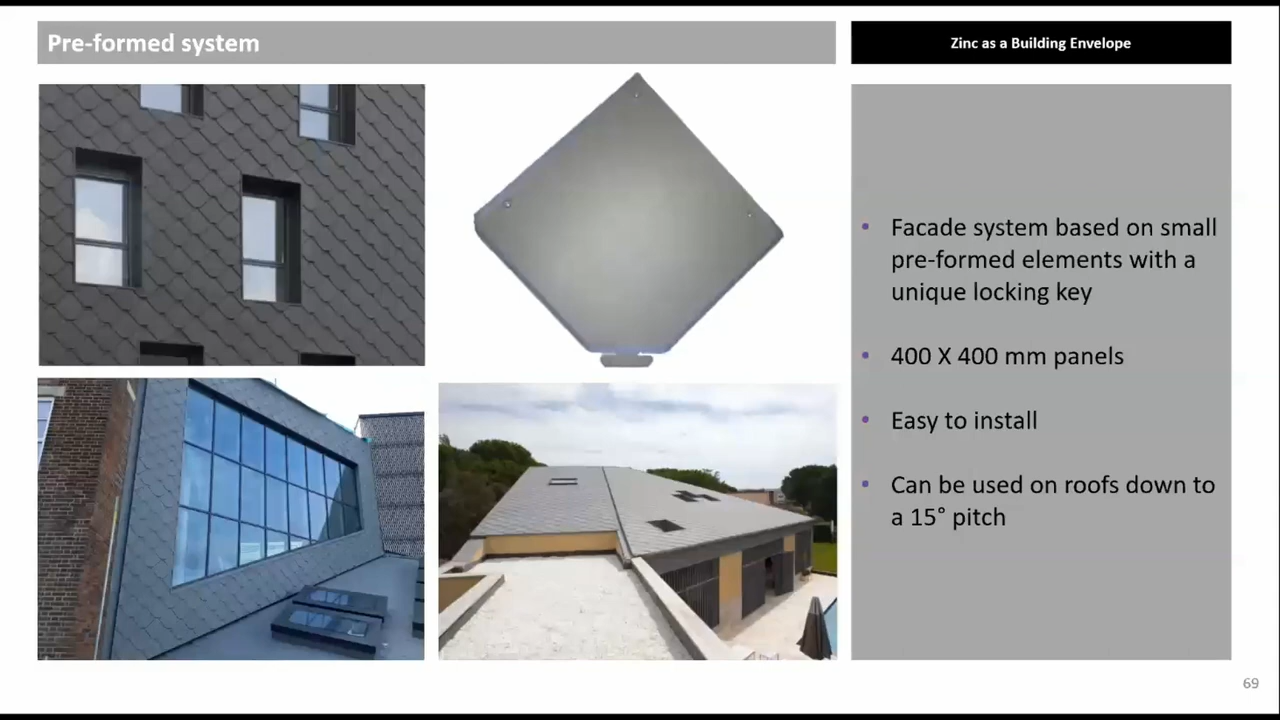 Pre-formed system
Zinc as a Building Envelope
• Facade system based on small
pre-formed elements with a
unique locking key
• 400 X 400 mm panels
• Easy to install
• Can be used on roofs down to
a 15° pitch
69